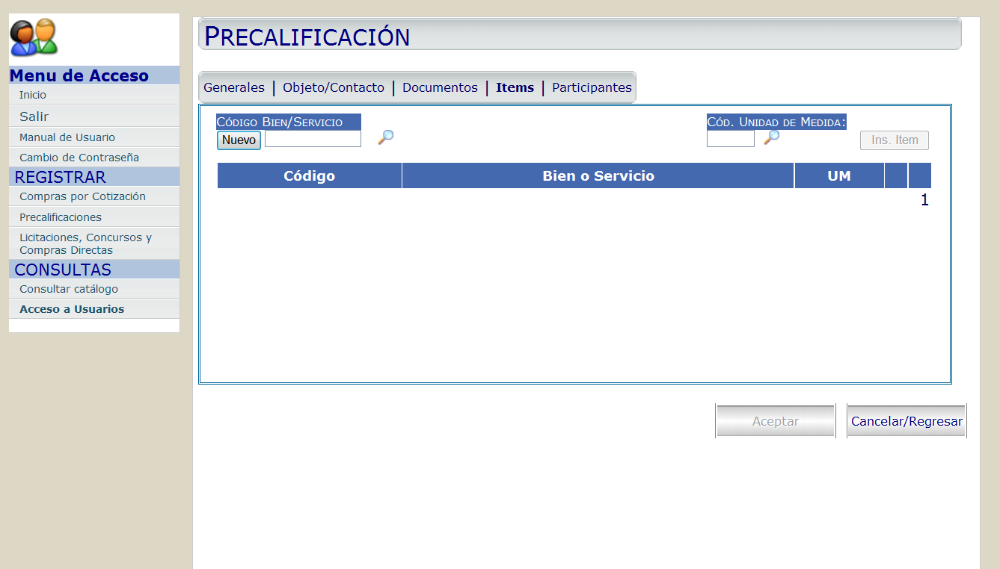 Menu de Acceso
Inicio
Salir
Manual de Usuario
Cambio de Contraseña
REGISTRAR
Compras por Cotización
Precalificaciones
Licitaciones, Concursos y
Compras Directas
CONSULTAS
Consultar catálogo
Acceso a Usuarios
PRECALIFICACIÓN
Generales | Objeto/Contacto | Documentos | Items | Participantes
CÓDIGO BIEN/SERVICIO
CÓD. UNIDAD DE MEDIDA:
Nuevo
Ins. Item
Código Bien o Servicio UM
1
Aceptar
Cancelar/Regresar